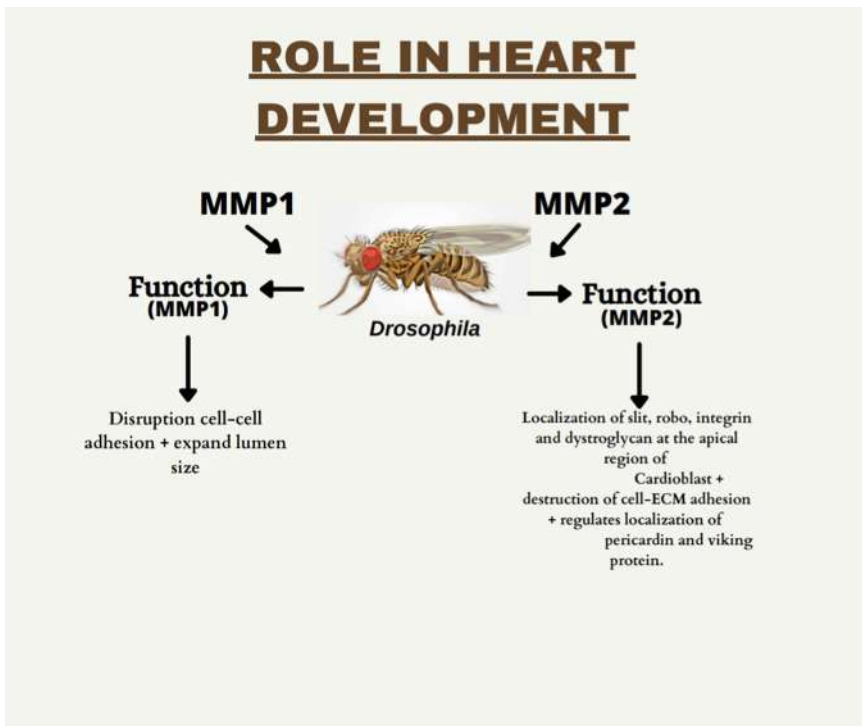 ROLE IN HEART
DEVELOPMENT
MMP1
MMP2
Function
(MMP1)
Drosophila
Function
(MMP2)
Disruption cell-cell
adhesion + expand lumen
size
Localization of slit, robo, integrin
and dystroglycan at the apical
region of
Cardioblast +
destruction of cell-ECM adhesion
+ regulates localization of
pericardin and viking
protein.